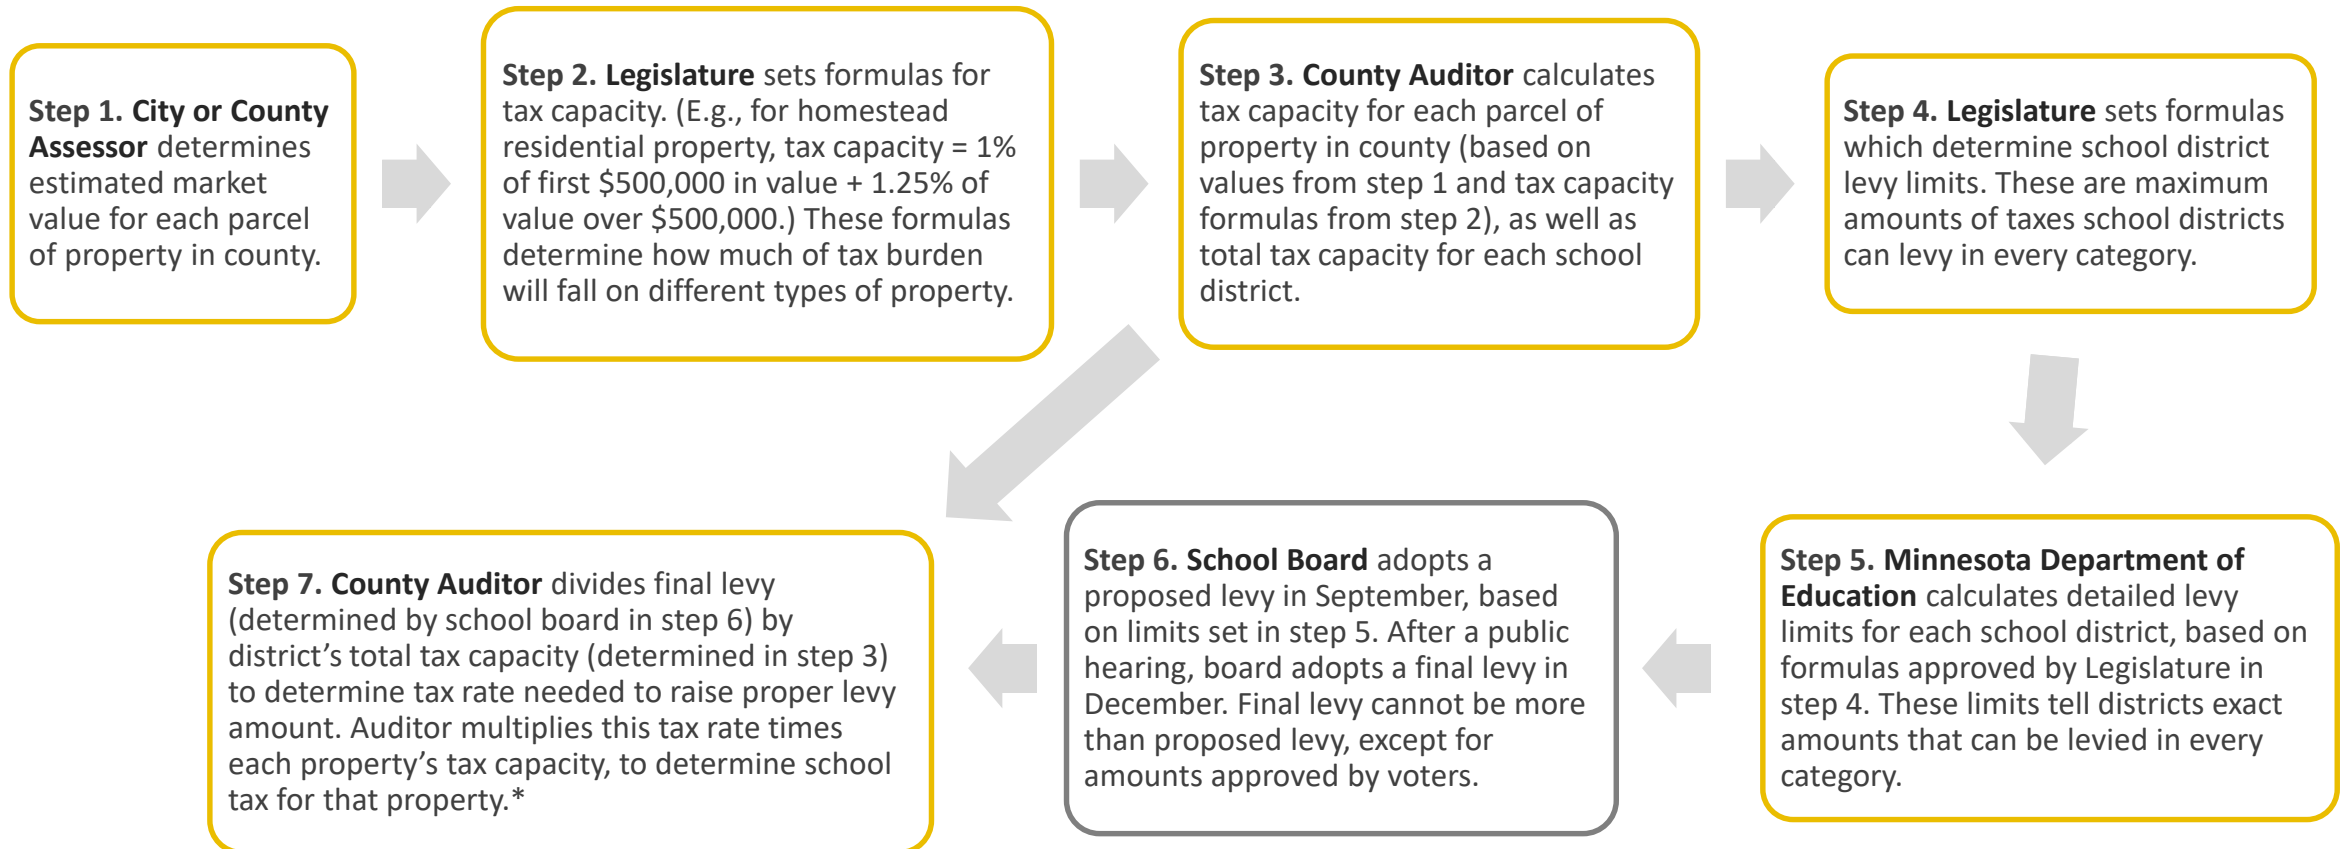 Step 1. City or County
Assessor determines
estimated market
value for each parcel
of property in county.
Step 2. Legislature sets formulas for
tax capacity. (E.g., for homestead
residential property, tax capacity = 1%
of first $500,000 in value + 1.25% of
value over $500,000.) These formulas
determine how much of tax burden
will fall on different types of property.
Step 3. County Auditor calculates
tax capacity for each parcel of
property in county (based on
values from step 1 and tax capacity
formulas from step 2), as well as
total tax capacity for each school
district.
Step 4. Legislature sets formulas
which determine school district
levy limits. These are maximum
amounts of taxes school districts
can levy in every category.
Step 5. Minnesota Department of
Education calculates detailed levy
limits for each school district, based on
formulas approved by Legislature in
step 4. These limits tell districts exact
amounts that can be levied in every
category.
Step 6. School Board adopts a
proposed levy in September, based
on limits set in step 5. After a public
hearing, board adopts a final levy in
December. Final levy cannot be more
than proposed levy, except for
amounts approved by voters.
Step 7. County Auditor divides final levy
(determined by school board in step 6) by
district’s total tax capacity (determined in step 3)
to determine tax rate needed to raise proper levy
amount. Auditor multiplies this tax rate times
each property’s tax capacity, to determine school
tax for that property.*